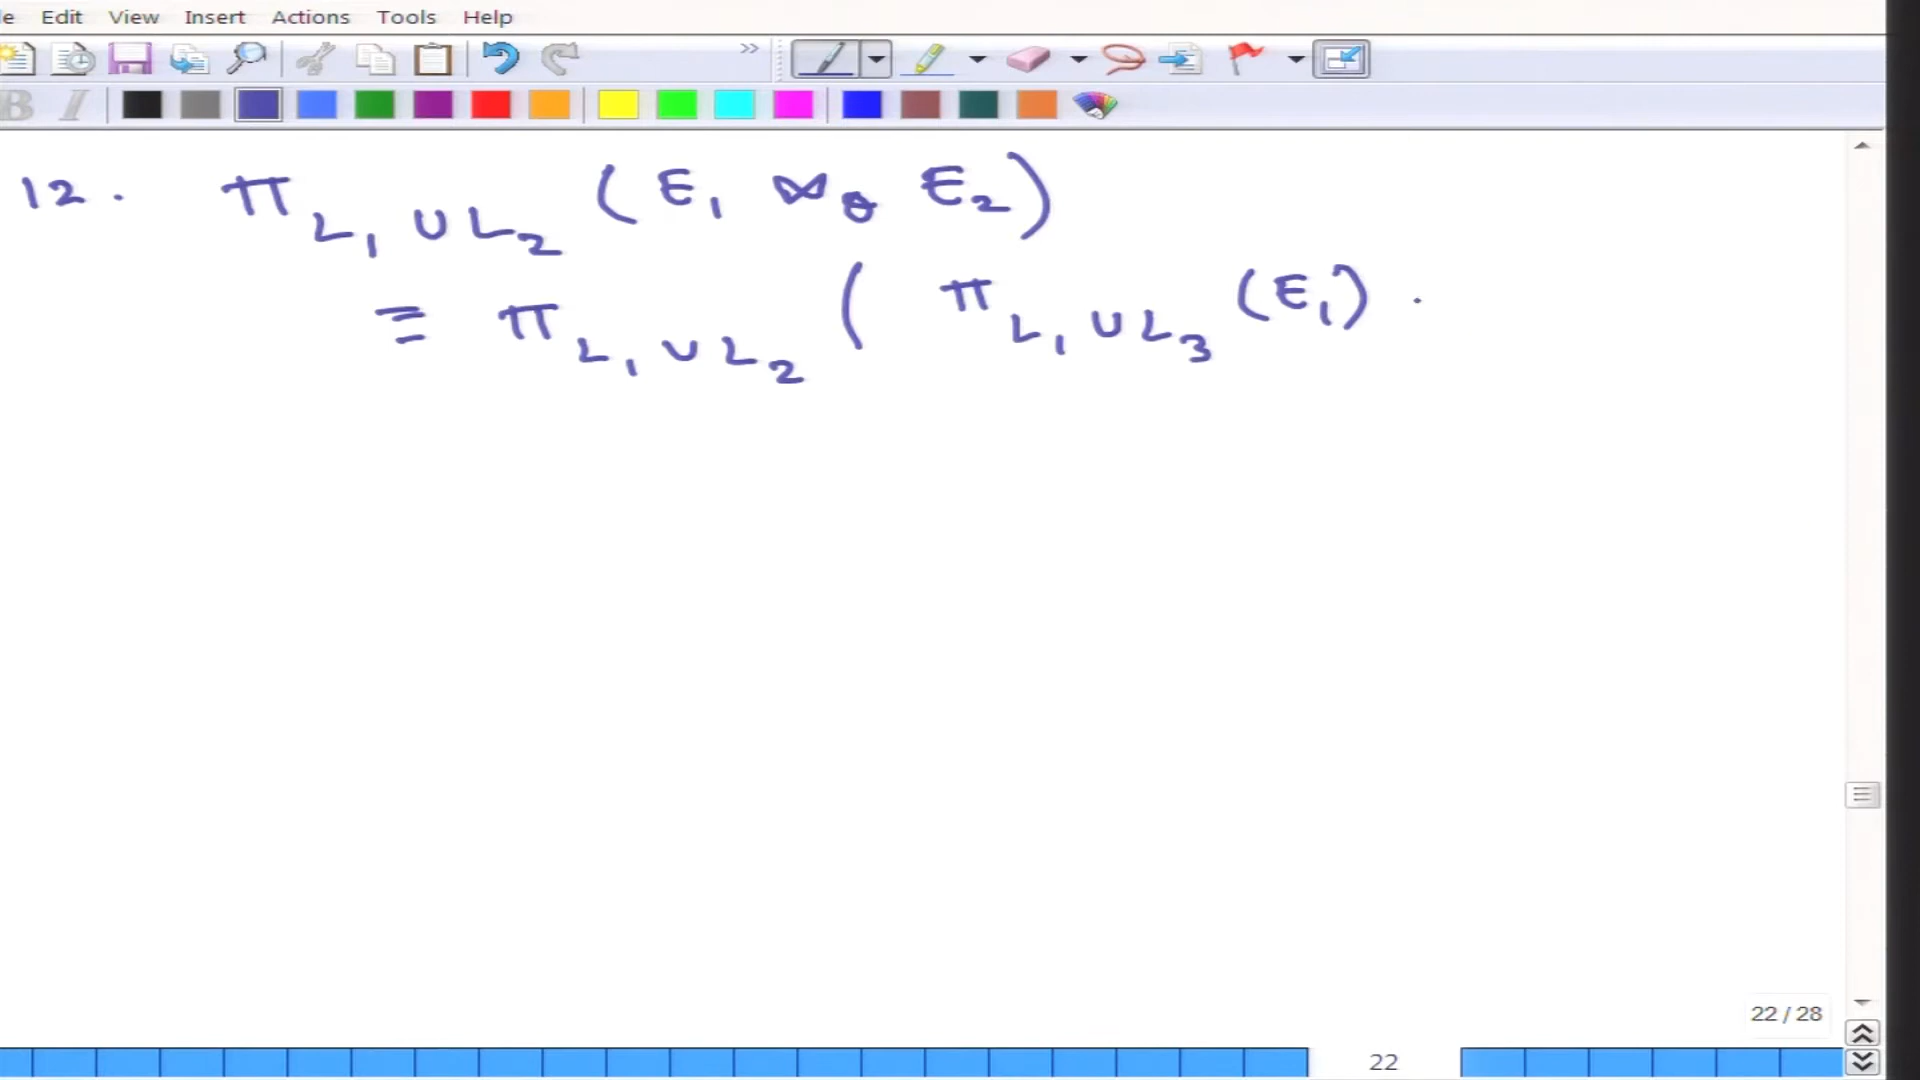 Edit View Insert Actions Tools Help
B I
12. π L₁ ∪ L₂ (E₁ ⋈θ E₂)
≡ π L₁ ∪ L₂ ( π L₁ ∪ L₃ (E₁) .
22 / 28
22